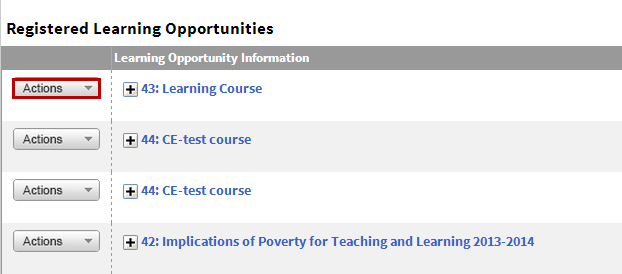 Registered Learning Opportunities
Learning Opportunity Information
Actions 43: Learning Course
Actions 44: CE-test course
Actions 44: CE-test course
Actions 42: Implications of Poverty for Teaching and Learning 2013-2014